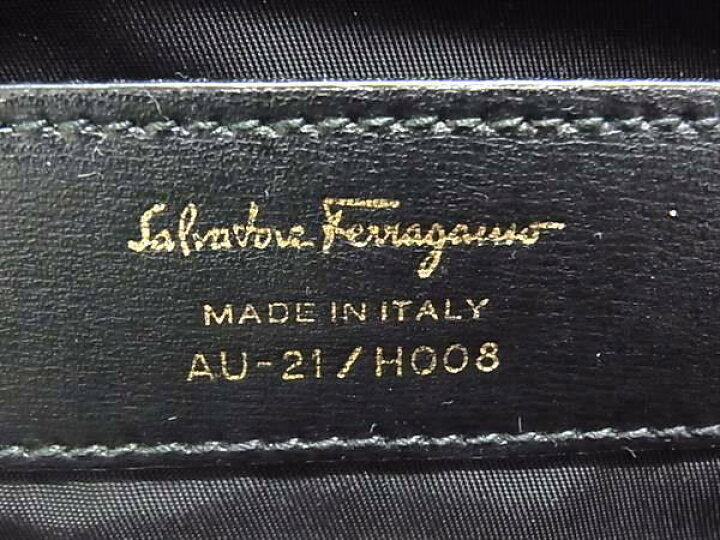 Salvatore Ferragamo
MADE IN ITALY
AU-21/H008